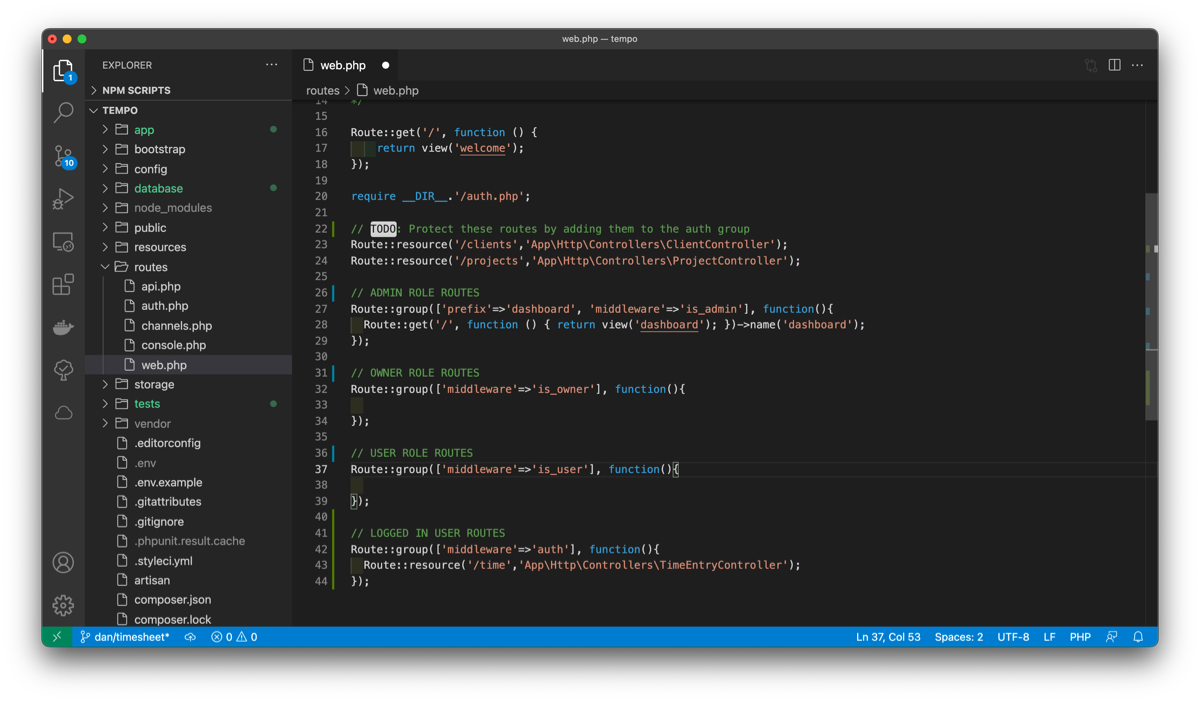 web.php — tempo
EXPLORER
web.php
1
NPM SCRIPTS
routes > web.php
TEMPO
app
bootstrap
config
10
database
node_modules
public
resources
routes
api.php
auth.php
channels.php
console.php
web.php
storage
tests
vendor
.editorconfig
.env
.env.example
.gitattributes
.gitignore
.phpunit.result.cache
.styleci.yml
artisan
composer.json
composer.lock
14 */
15
16 Route::get('/', function () {
17 return view('welcome');
18 });
19
20 require __DIR__.'/auth.php';
21
22 // TODO: Protect these routes by adding them to the auth group
23 Route::resource('/clients','App\Http\Controllers\ClientController');
24 Route::resource('/projects','App\Http\Controllers\ProjectController');
25
26 // ADMIN ROLE ROUTES
27 Route::group(['prefix'=>'dashboard', 'middleware'=>'is_admin'], function(){
28 Route::get('/', function () { return view('dashboard'); })->name('dashboard');
29 });
30
31 // OWNER ROLE ROUTES
32 Route::group(['middleware'=>'is_owner'], function(){
33
34 });
35
36 // USER ROLE ROUTES
37 Route::group(['middleware'=>'is_user'], function(){
38
39 });
40
41 // LOGGED IN USER ROUTES
42 Route::group(['middleware'=>'auth'], function(){
43 Route::resource('/time','App\Http\Controllers\TimeEntryController');
44 });
dan/timesheet* 0 0 Ln 37, Col 53 Spaces: 2 UTF-8 LF PHP